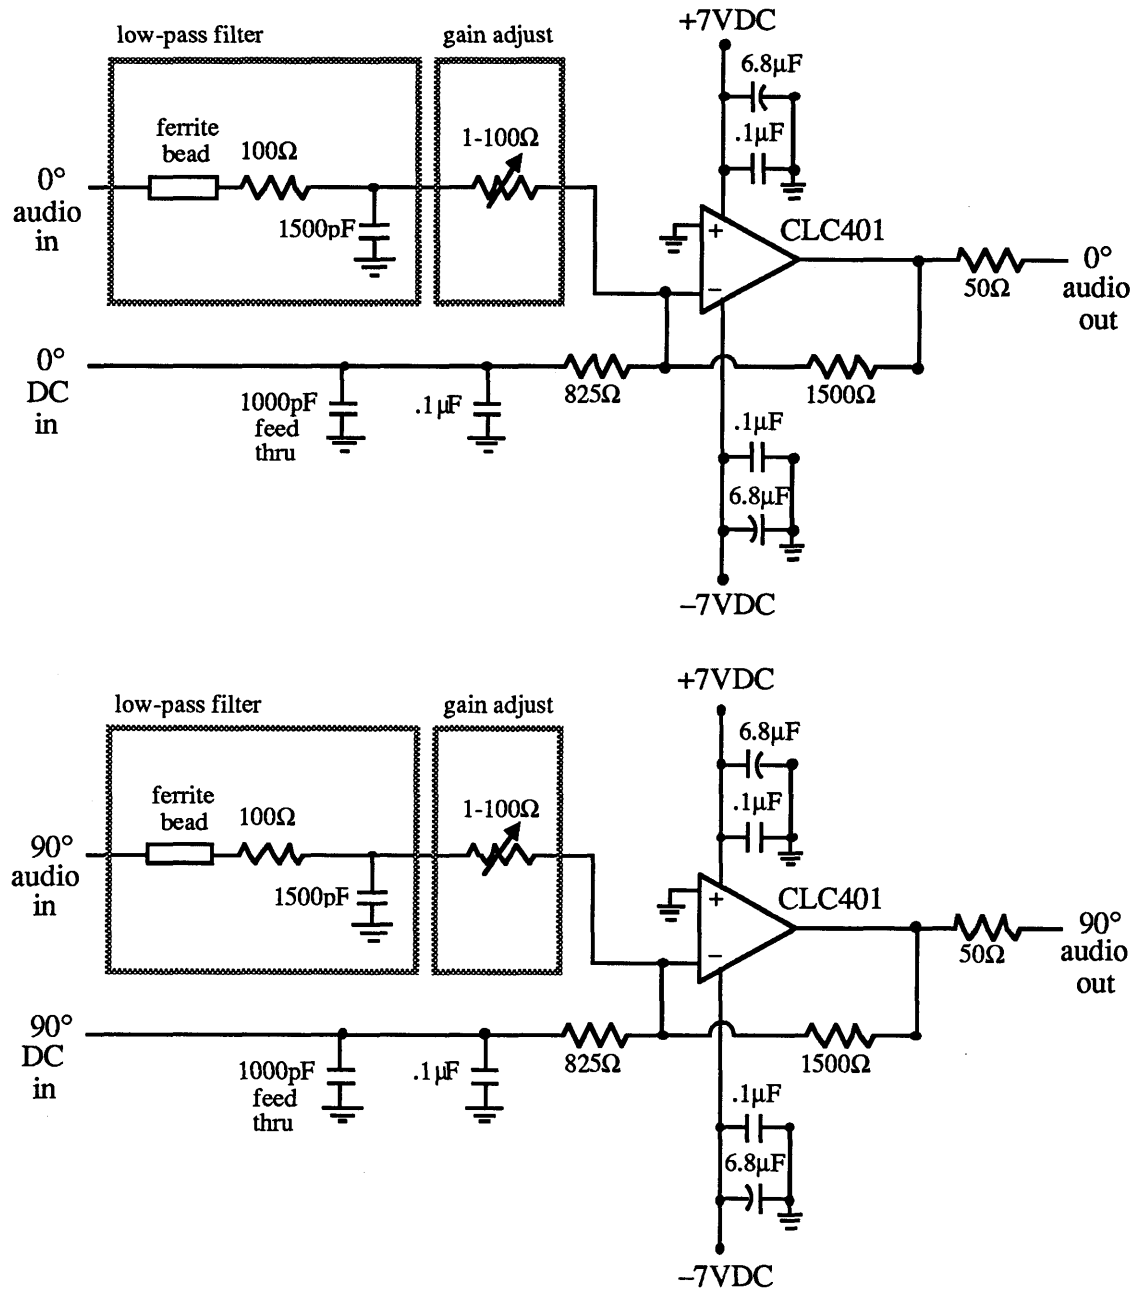 +7VDC
low-pass filter
gain adjust
6.8µF
ferrite
bead
100Ω
1-100Ω
.1µF
0°
audio
in
1500pF
+
CLC401
−
50Ω
0°
audio
out
0°
DC
in
1000pF
feed
thru
.1µF
825Ω
1500Ω
.1µF
6.8µF
−7VDC
+7VDC
low-pass filter
gain adjust
6.8µF
ferrite
bead
100Ω
1-100Ω
.1µF
90°
audio
in
1500pF
+
CLC401
−
50Ω
90°
audio
out
90°
DC
in
1000pF
feed
thru
.1µF
825Ω
1500Ω
.1µF
6.8µF
−7VDC